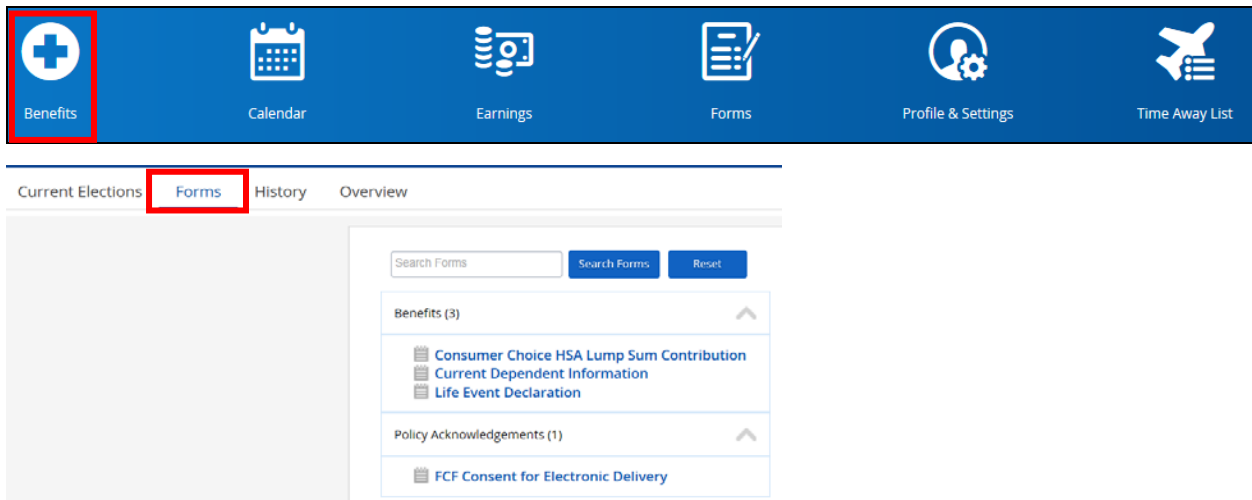 Benefits Calendar Earnings Forms Profile & Settings Time Away List
Current Elections Forms History Overview
Search Forms Search Forms Reset
Benefits (3)
Consumer Choice HSA Lump Sum Contribution
Current Dependent Information
Life Event Declaration
Policy Acknowledgements (1)
FCF Consent for Electronic Delivery